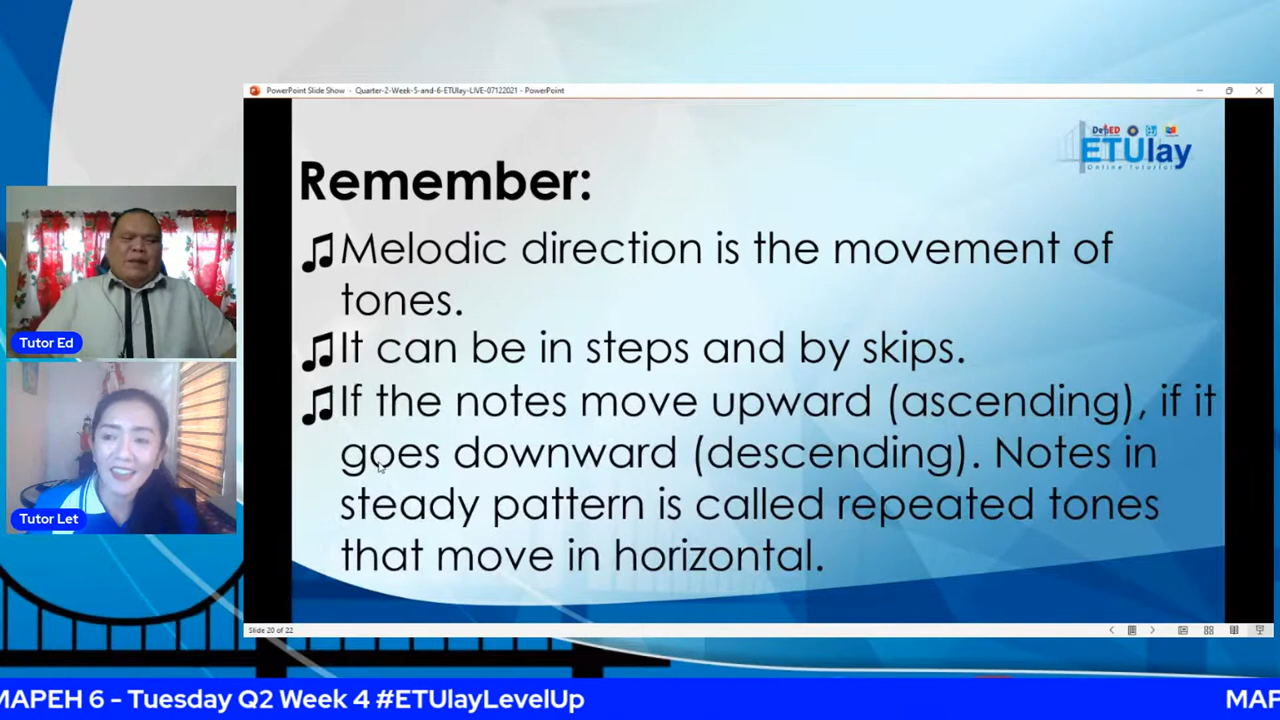 PowerPoint Slide Show - Quarter-2-Week-5-and-6-ETUlay-LIVE-07122021 - PowerPoint
DepED
ETUlay
Online Tutorial
Remember:
Melodic direction is the movement of
tones.
It can be in steps and by skips.
If the notes move upward (ascending), if it
goes downward (descending). Notes in
steady pattern is called repeated tones
that move in horizontal.
Tutor Ed
Tutor Let
Slide 20 of 22
MAPEH 6 - Tuesday Q2 Week 4 #ETUlayLevelUp
MAP